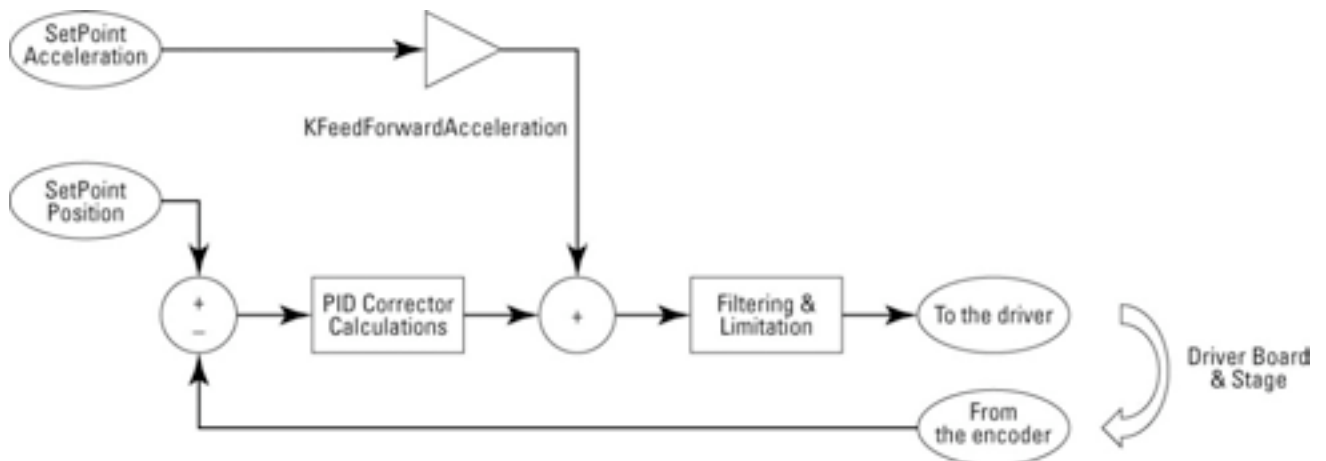 SetPoint
Acceleration
KFeedForwardAcceleration
SetPoint
Position
+
–
PID Corrector
Calculations
+
Filtering &
Limitation
To the driver
Driver Board
& Stage
From
the encoder